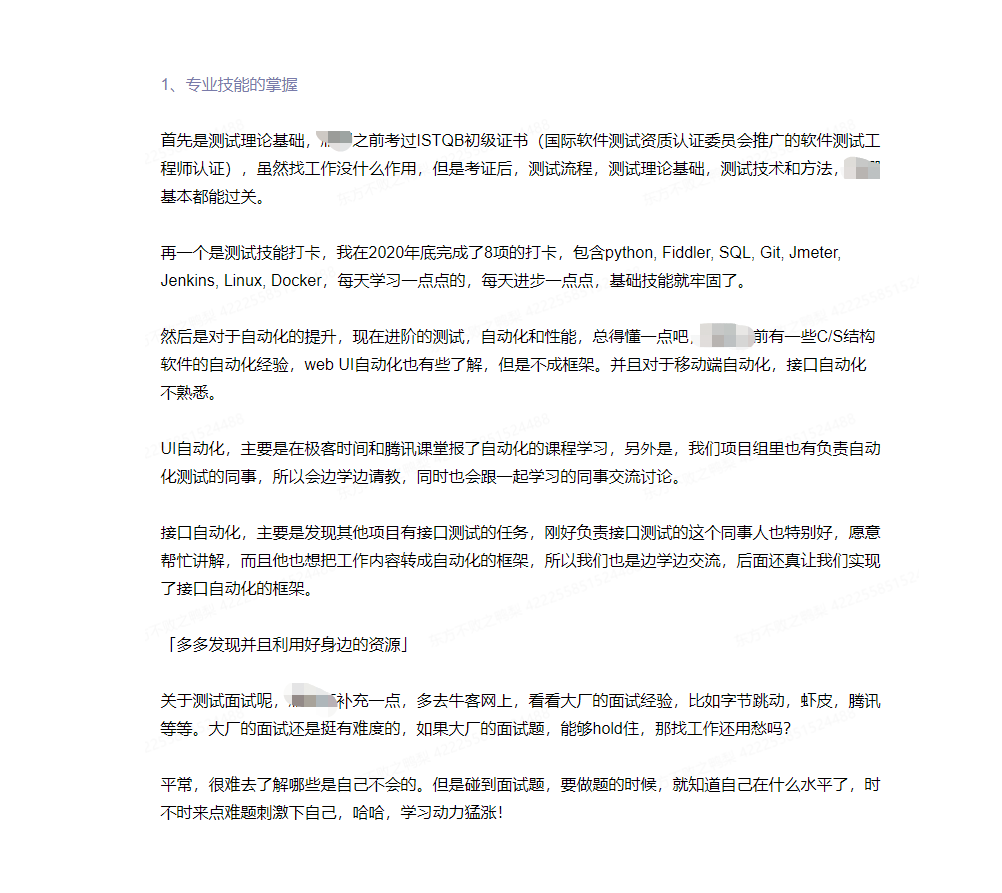 1、专业技能的掌握
首先是测试理论基础，之前考过ISTQB初级证书（国际软件测试资质认证委员会推广的软件测试工
程师认证），虽然找工作没什么作用，但是考证后，测试流程，测试理论基础，测试技术和方法，
基本都能过关。
再一个是测试技能打卡，我在2020年底完成了8项的打卡，包含python, Fiddler, SQL, Git, Jmeter,
Jenkins, Linux, Docker，每天学习一点点的，每天进步一点点，基础技能就牢固了。
然后是对于自动化的提升，现在进阶的测试，自动化和性能，总得懂一点吧，前有一些C/S结构
软件的自动化经验，web UI自动化也有些了解，但是不成框架。并且对于移动端自动化，接口自动化
不熟悉。
UI自动化，主要是在极客时间和腾讯课堂报了自动化的课程学习，另外是，我们项目组里也有负责自动
化测试的同事，所以会边学边请教，同时也会跟一起学习的同事交流讨论。
接口自动化，主要是发现其他项目有接口测试的任务，刚好负责接口测试的这个同事人也特别好，愿意
帮忙讲解，而且他也想把工作内容转成自动化的框架，所以我们也是边学边交流，后面还真让我们实现
了接口自动化的框架。
「多多发现并且利用好身边的资源」
关于测试面试呢，补充一点，多去牛客网上，看看大厂的面试经验，比如字节跳动，虾皮，腾讯
等等。大厂的面试还是挺有难度的，如果大厂的面试题，能够hold住，那找工作还用愁吗？
平常，很难去了解哪些是自己不会的。但是碰到面试题，要做题的时候，就知道自己在什么水平了，时
不时来点难题刺激下自己，哈哈，学习动力猛涨！